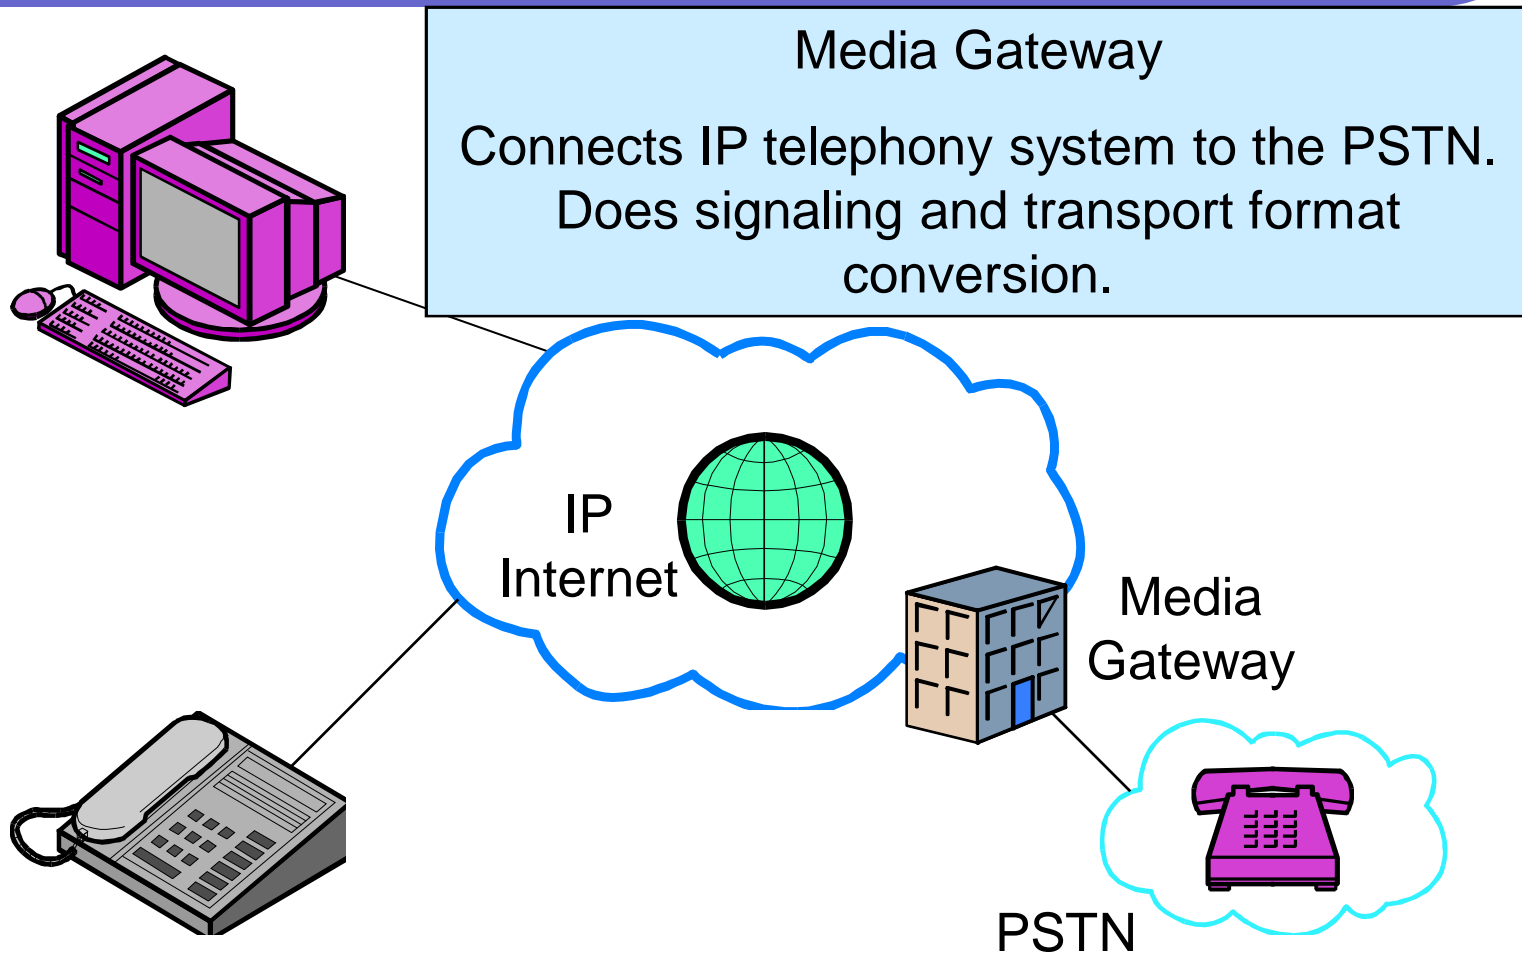 Media Gateway
Connects IP telephony system to the PSTN.
Does signaling and transport format
conversion.
IP
Internet
Media
Gateway
PSTN